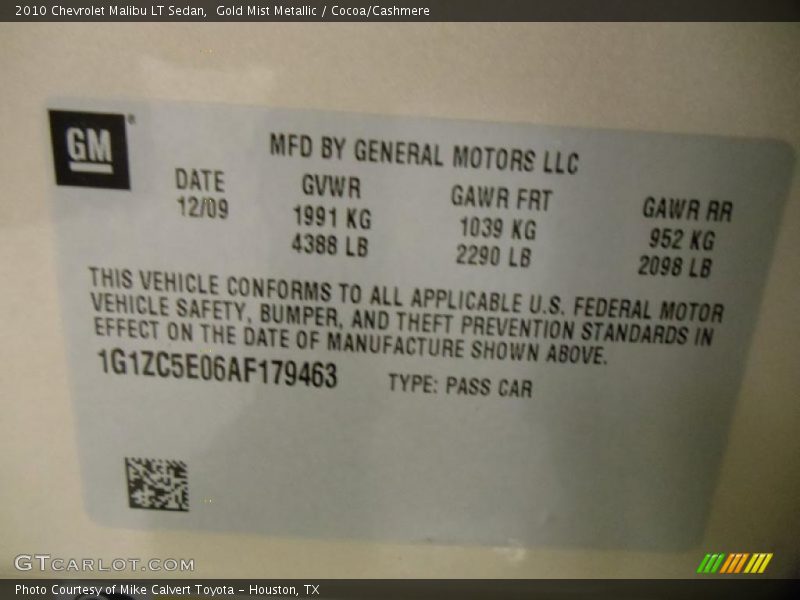 2010 Chevrolet Malibu LT Sedan, Gold Mist Metallic / Cocoa/Cashmere
GM®
MFD BY GENERAL MOTORS LLC
DATE GVWR GAWR FRT GAWR RR
12/09 1991 KG 1039 KG 952 KG
4388 LB 2290 LB 2098 LB
THIS VEHICLE CONFORMS TO ALL APPLICABLE U.S. FEDERAL MOTOR
VEHICLE SAFETY, BUMPER, AND THEFT PREVENTION STANDARDS IN
EFFECT ON THE DATE OF MANUFACTURE SHOWN ABOVE.
1G1ZC5E06AF179463 TYPE: PASS CAR
GTCARLOT.COM
Photo Courtesy of Mike Calvert Toyota - Houston, TX